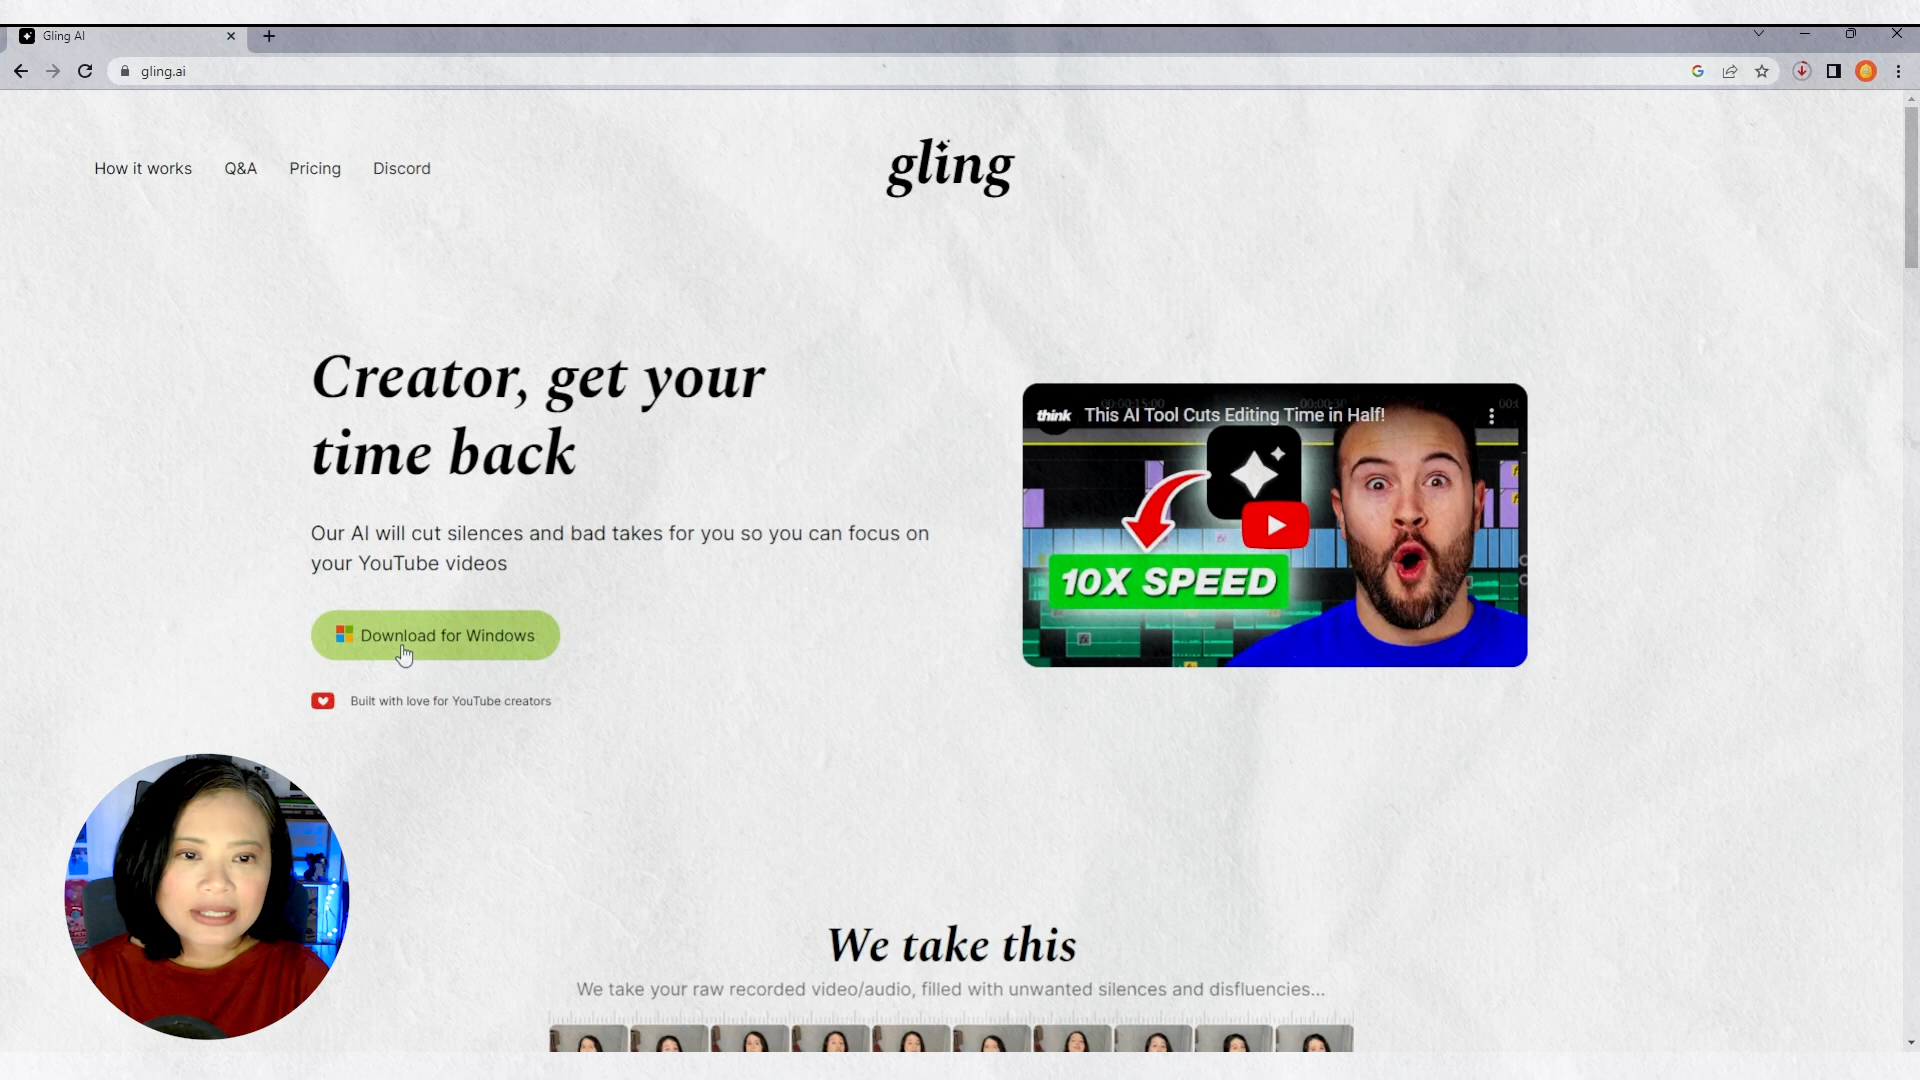 Gling AI
gling.ai
How it works Q&A Pricing Discord
gling
Creator, get your
time back
Our AI will cut silences and bad takes for you so you can focus on
your YouTube videos
Download for Windows
Built with love for YouTube creators
think This AI Tool Cuts Editing Time in Half!
10X SPEED
We take this
We take your raw recorded video/audio, filled with unwanted silences and disfluencies...